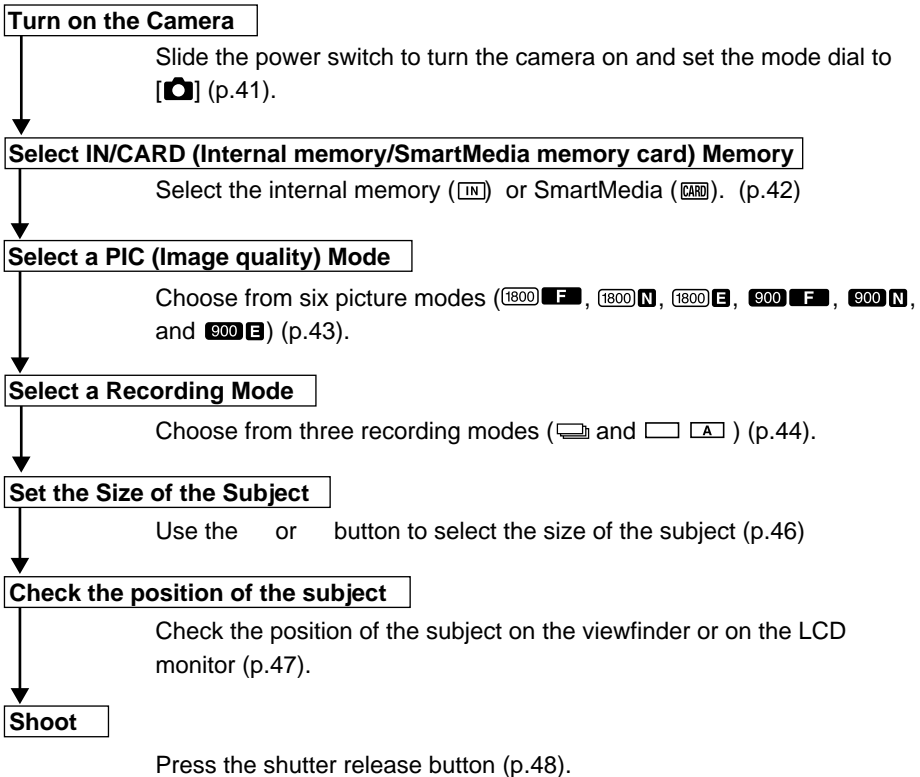 Turn on the Camera
Slide the power switch to turn the camera on and set the mode dial to
[ ] (p.41).
Select IN/CARD (Internal memory/SmartMedia memory card) Memory
Select the internal memory (IN) or SmartMedia (CARD). (p.42)
Select a PIC (Image quality) Mode
Choose from six picture modes (1800 F, 1800 N, 1800 E, 900 F, 900 N,
and 900 E) (p.43).
Select a Recording Mode
Choose from three recording modes ( and A ) (p.44).
Set the Size of the Subject
Use the or button to select the size of the subject (p.46)
Check the position of the subject
Check the position of the subject on the viewfinder or on the LCD
monitor (p.47).
Shoot
Press the shutter release button (p.48).